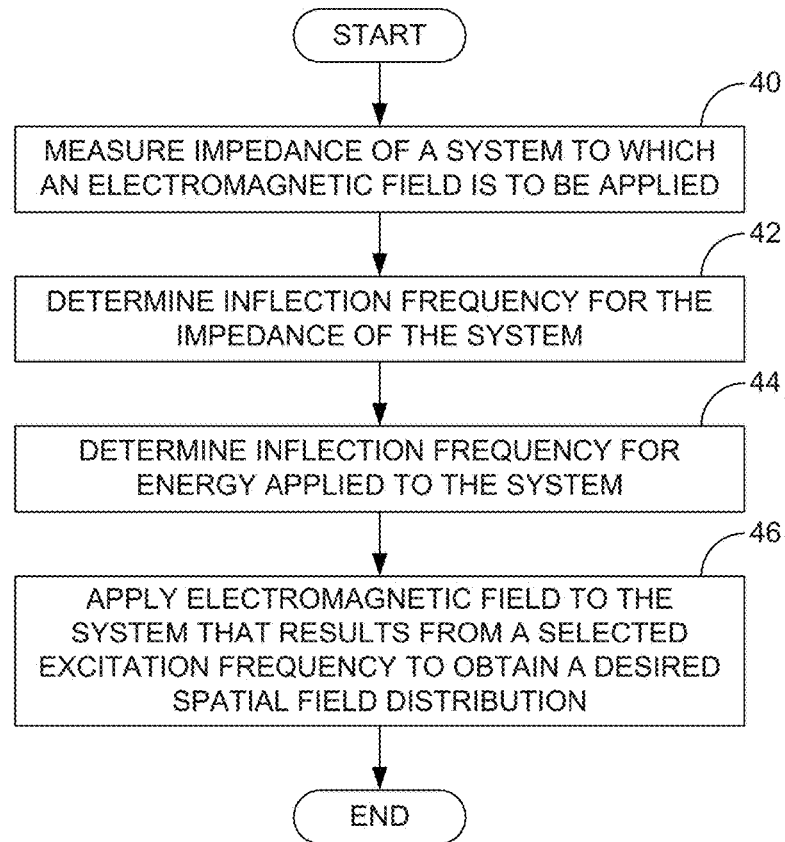 START
40
MEASURE IMPEDANCE OF A SYSTEM TO WHICH
AN ELECTROMAGNETIC FIELD IS TO BE APPLIED
42
DETERMINE INFLECTION FREQUENCY FOR THE
IMPEDANCE OF THE SYSTEM
44
DETERMINE INFLECTION FREQUENCY FOR
ENERGY APPLIED TO THE SYSTEM
46
APPLY ELECTROMAGNETIC FIELD TO THE
SYSTEM THAT RESULTS FROM A SELECTED
EXCITATION FREQUENCY TO OBTAIN A DESIRED
SPATIAL FIELD DISTRIBUTION
END